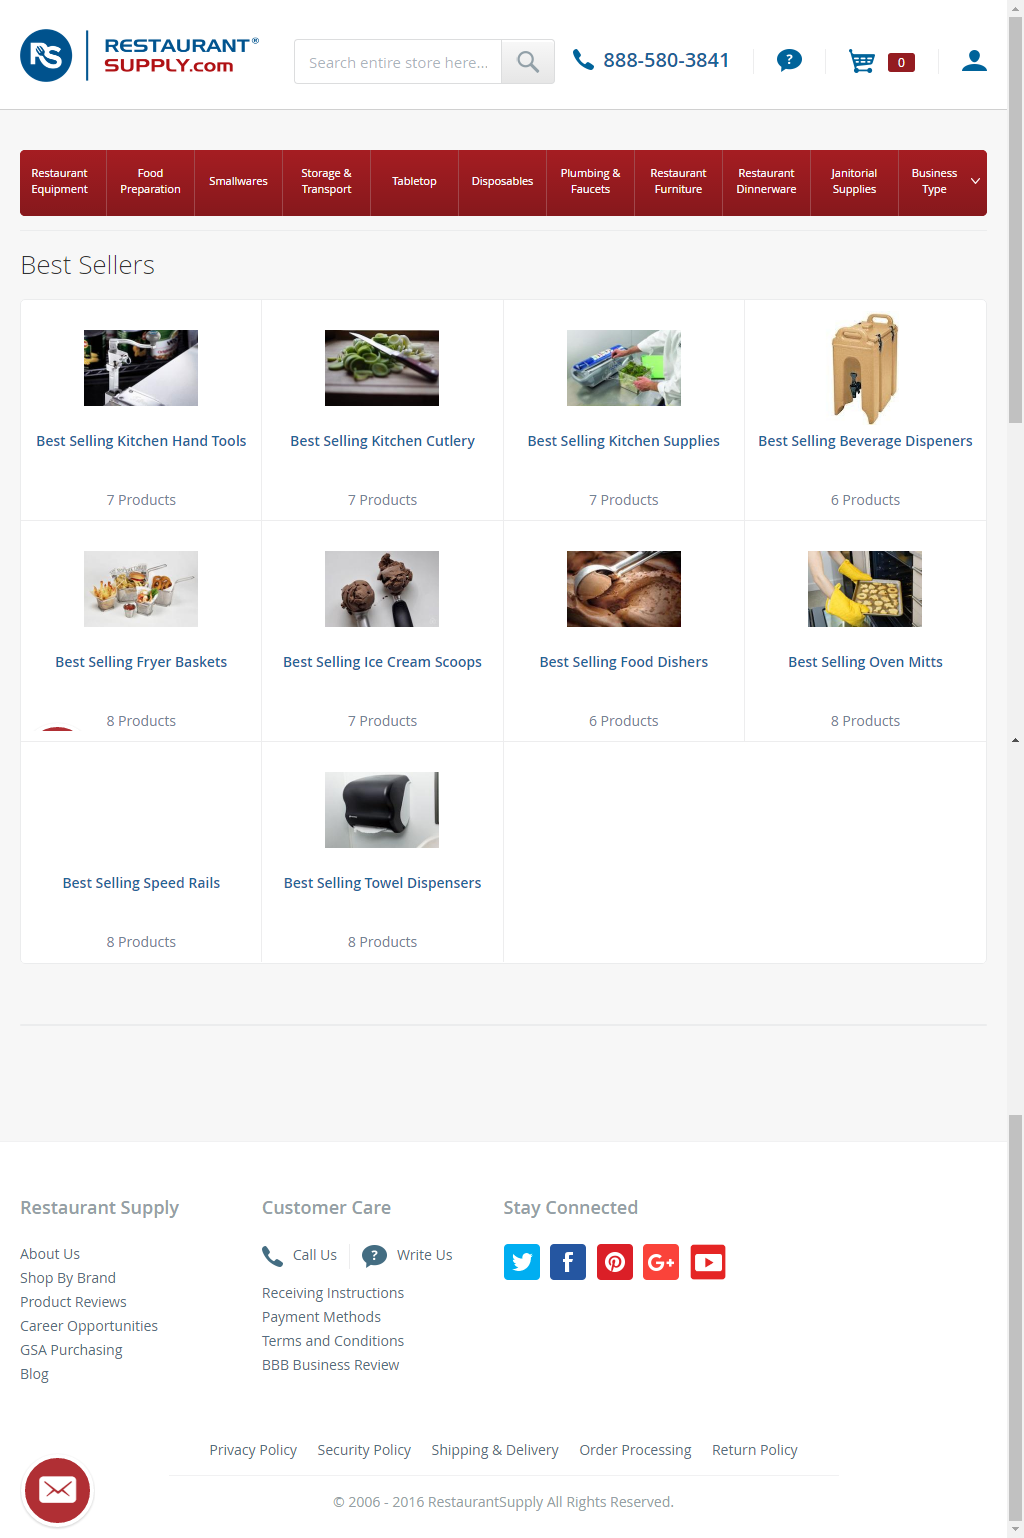 RS RESTAURANT®
SUPPLY.com
Search entire store here...
888-580-3841
?
0
Restaurant Equipment
Food Preparation
Smallwares
Storage & Transport
Tabletop
Disposables
Plumbing & Faucets
Restaurant Furniture
Restaurant Dinnerware
Janitorial Supplies
Business Type
Best Sellers
Best Selling Kitchen Hand Tools
7 Products
Best Selling Kitchen Cutlery
7 Products
Best Selling Kitchen Supplies
7 Products
Best Selling Beverage Dispeners
6 Products
Best Selling Fryer Baskets
8 Products
Best Selling Ice Cream Scoops
7 Products
Best Selling Food Dishers
6 Products
Best Selling Oven Mitts
8 Products
Best Selling Speed Rails
8 Products
Best Selling Towel Dispensers
8 Products
Restaurant Supply
About Us
Shop By Brand
Product Reviews
Career Opportunities
GSA Purchasing
Blog
Customer Care
Call Us
? Write Us
Receiving Instructions
Payment Methods
Terms and Conditions
BBB Business Review
Stay Connected
f G+
Privacy Policy Security Policy Shipping & Delivery Order Processing Return Policy
© 2006 - 2016 RestaurantSupply All Rights Reserved.